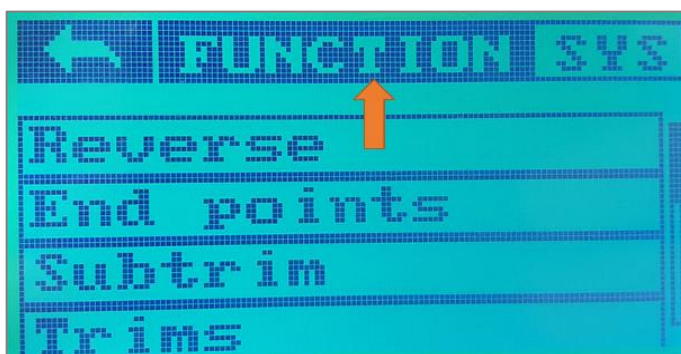 FUNCTION SYS
Reverse
End points
Subtrim
Trims